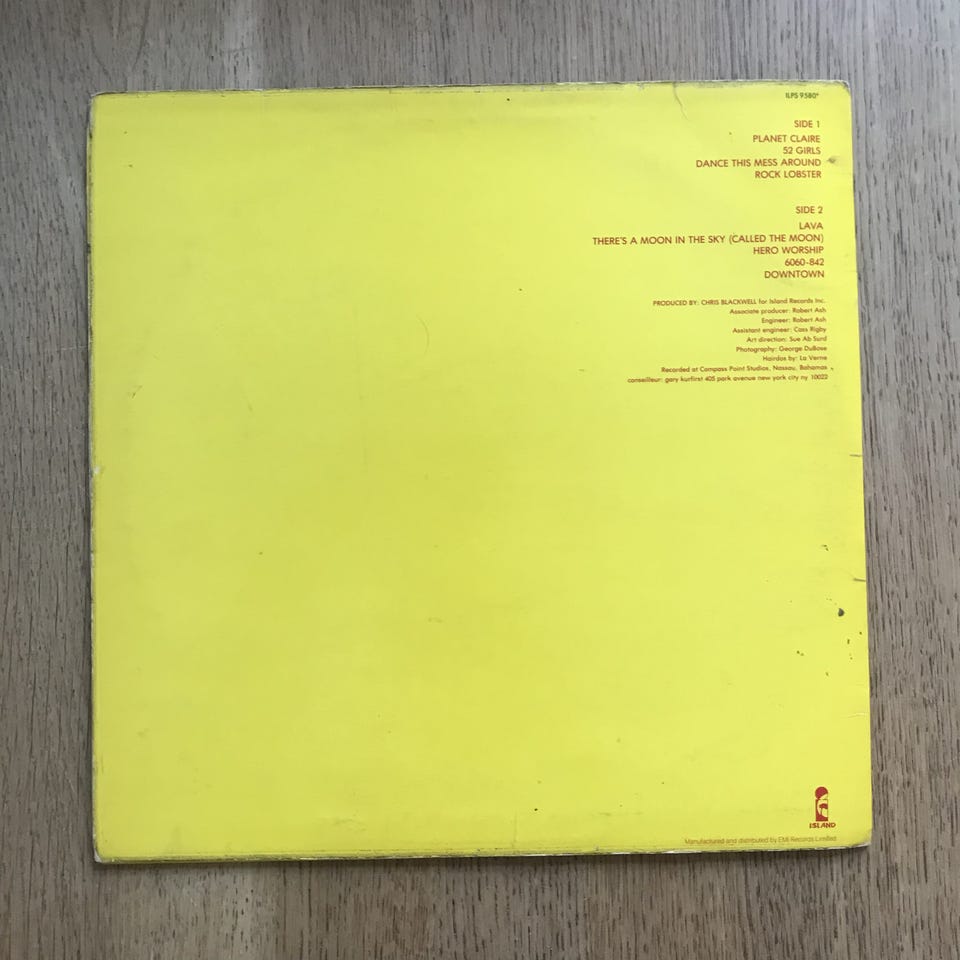 ILPS 9580*
SIDE 1
PLANET CLAIRE
52 GIRLS
DANCE THIS MESS AROUND
ROCK LOBSTER
SIDE 2
LAVA
THERE'S A MOON IN THE SKY (CALLED THE MOON)
HERO WORSHIP
6060-842
DOWNTOWN
PRODUCED BY: CHRIS BLACKWELL for Island Records Inc.
Associate producer: Robert Ash
Engineer: Robert Ash
Assistant engineer: Cass Rigby
Art direction: Sue Ab Surd
Photography: George DuBose
Hairdos by: La Verne
Recorded at Compass Point Studios, Nassau, Bahamas
conseilleur: gary kurfirst 405 park avenue new york city ny 10022
ISLAND
Manufactured and distributed by EMI Records Limited